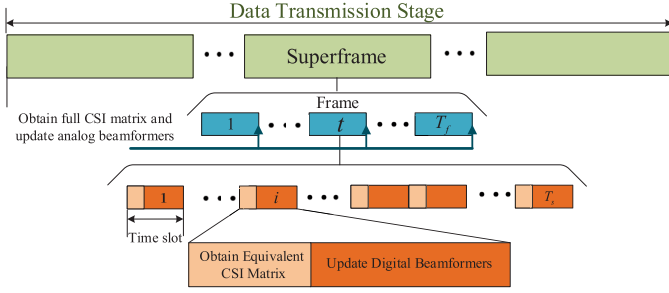 Data Transmission Stage
Superframe
Frame
Obtain full CSI matrix and
update analog beamformers
1
t
T_f
1
i
T_s
Time slot
Obtain Equivalent
CSI Matrix
Update Digital Beamformers